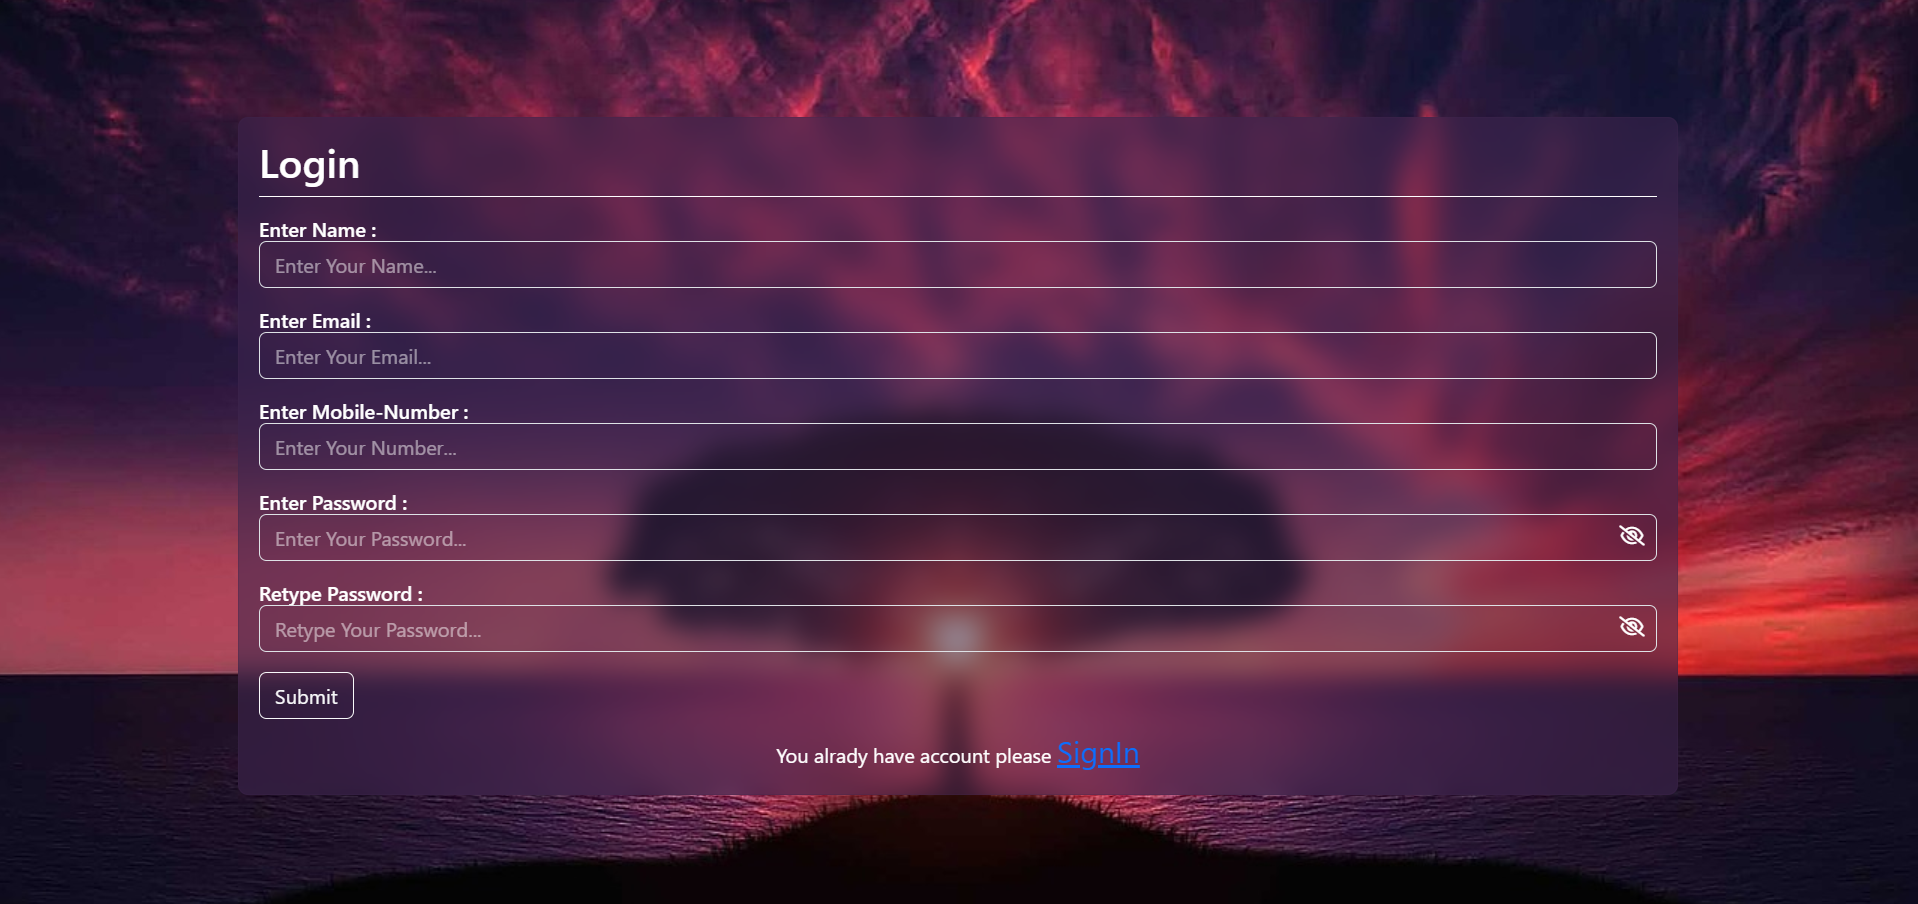 Login
Enter Name :
Enter Your Name...
Enter Email :
Enter Your Email...
Enter Mobile-Number :
Enter Your Number...
Enter Password :
Enter Your Password...
Retype Password :
Retype Your Password...
Submit
You alrady have account please SignIn